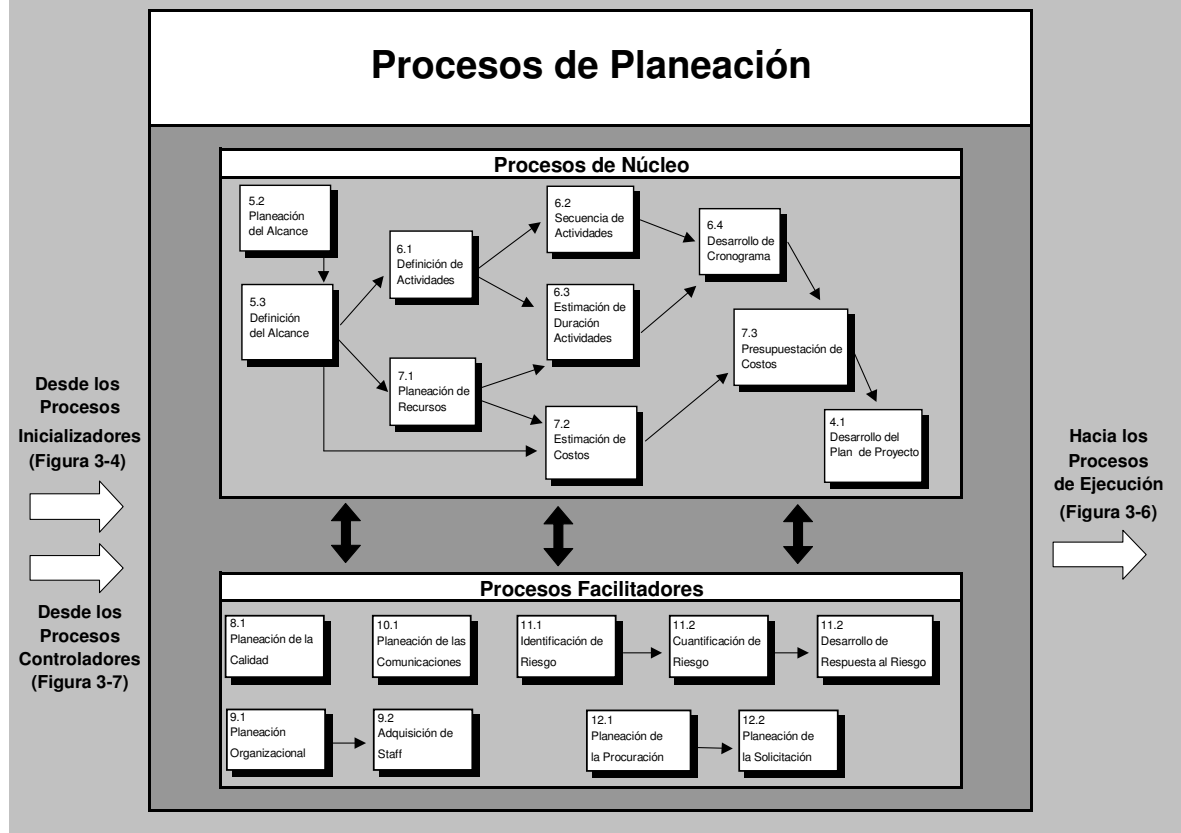 Procesos de Planeación
Procesos de Núcleo
5.2
Planeación
del Alcance
5.3
Definición
del Alcance
6.1
Definición de
Actividades
7.1
Planeación de
Recursos
6.2
Secuencia de
Actividades
6.3
Estimación de
Duración
Actividades
7.2
Estimación de
Costos
6.4
Desarrollo de
Cronograma
7.3
Presupuestación de
Costos
4.1
Desarrollo del
Plan de Proyecto
Desde los
Procesos
Inicializadores
(Figura 3-4)
Desde los
Procesos
Controladores
(Figura 3-7)
Hacia los
Procesos
de Ejecución
(Figura 3-6)
Procesos Facilitadores
8.1
Planeación de la
Calidad
10.1
Planeación de las
Comunicaciones
11.1
Identificación de
Riesgo
11.2
Cuantificación de
Riesgo
11.2
Desarrollo de
Respuesta al Riesgo
9.1
Planeación
Organizacional
9.2
Adquisición de
Staff
12.1
Planeación de
la Procuración
12.2
Planeación de
la Solicitación